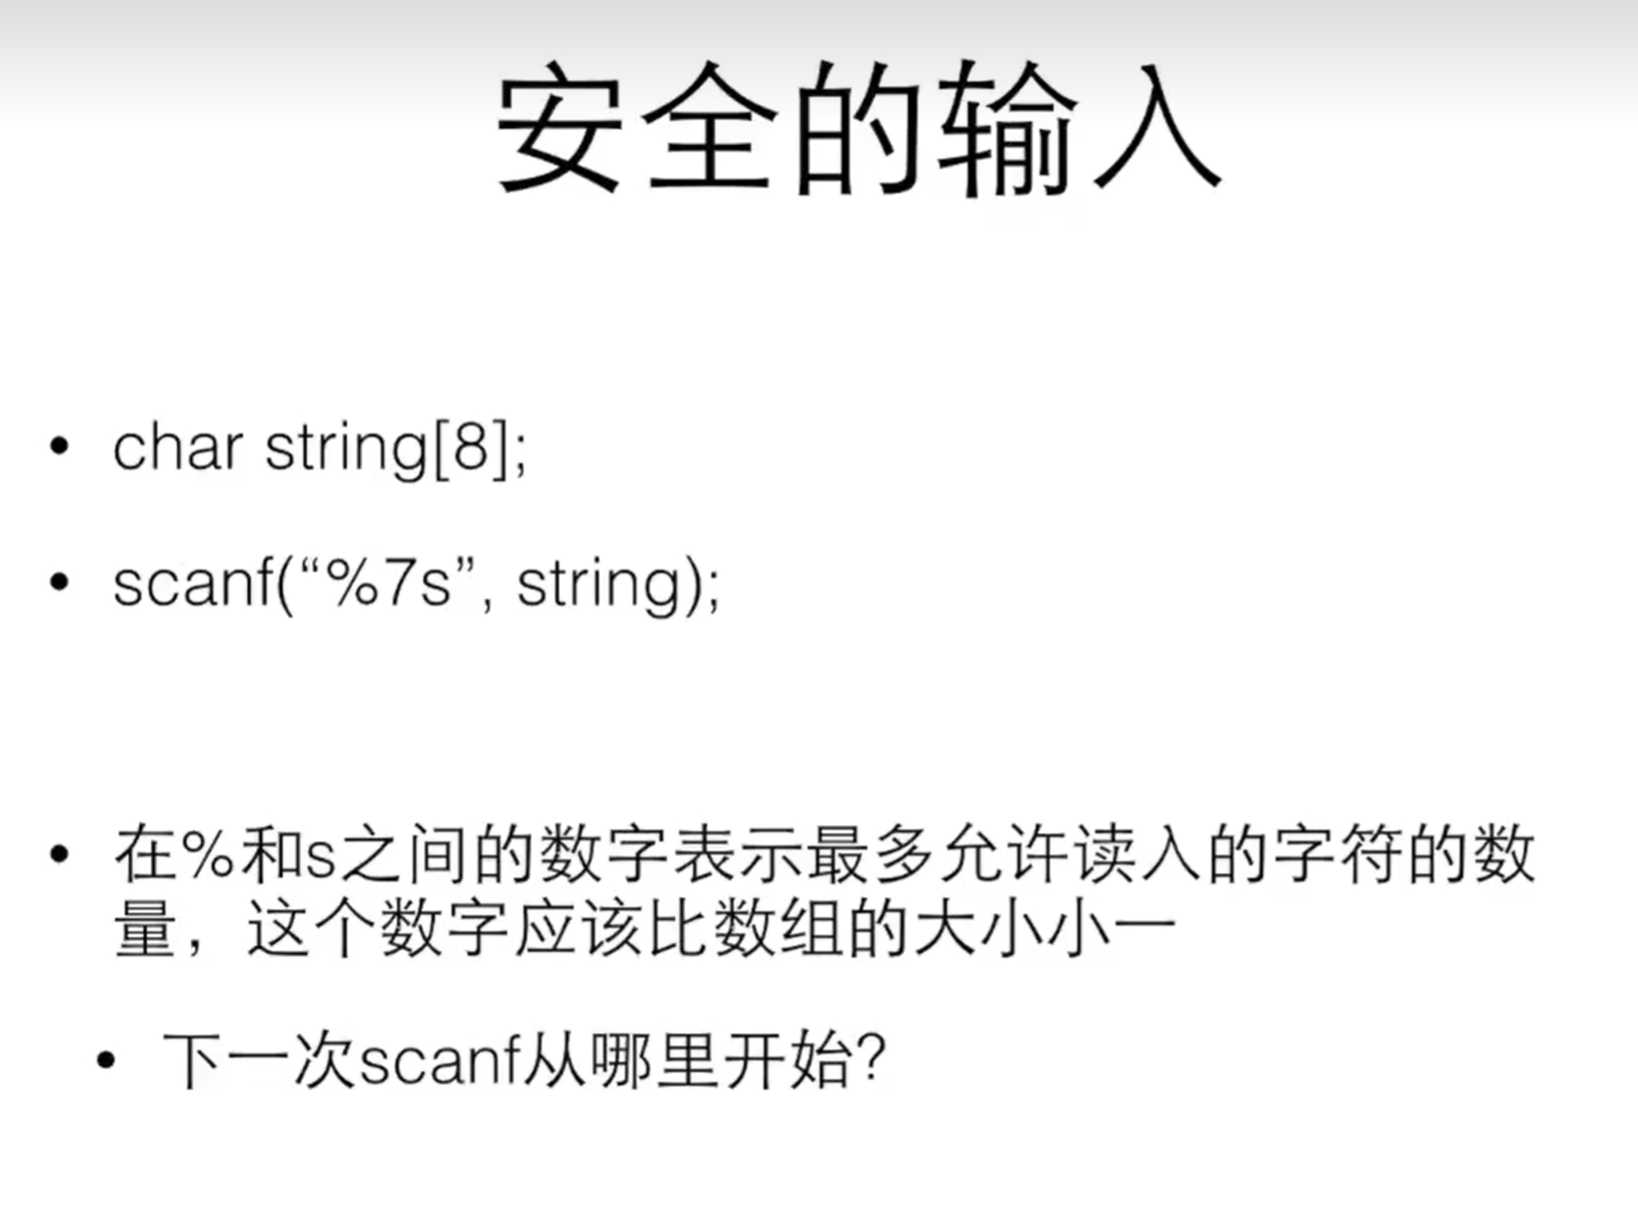 安全的输入
• char string[8];
• scanf(“%7s”, string);
• 在%和s之间的数字表示最多允许读入的字符的数
量，这个数字应该比数组的大小小一
• 下一次scanf从哪里开始?